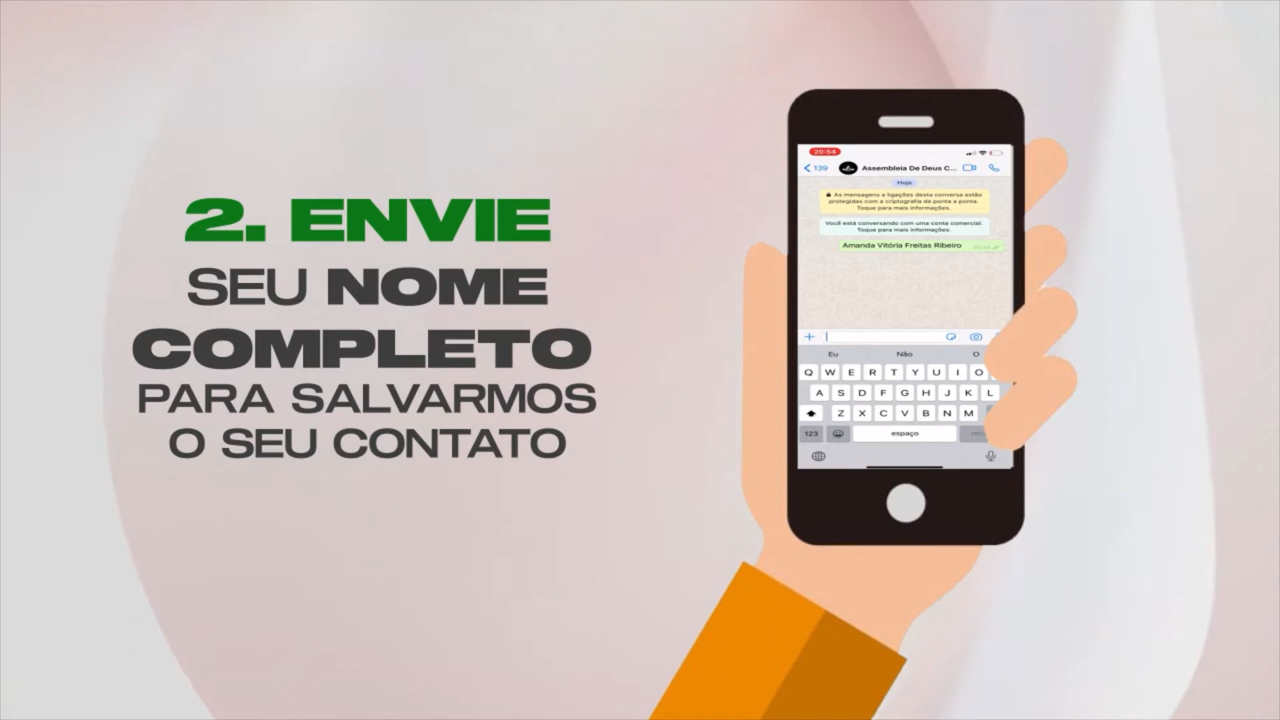 2. ENVIE
SEU NOME
COMPLETO
PARA SALVARMOS
O SEU CONTATO
20:54
139
Assembleia De Deus C...
Hoje
As mensagens e ligações desta conversa estão
protegidas com a criptografia de ponta a ponta.
Toque para mais informações.
Você está conversando com uma conta comercial.
Toque para mais informações.
Amanda Vitória Freitas Ribeiro
Eu Não O
Q W E R T Y U I O
A S D F G H J K L
Z X C V B N M
123 espaço